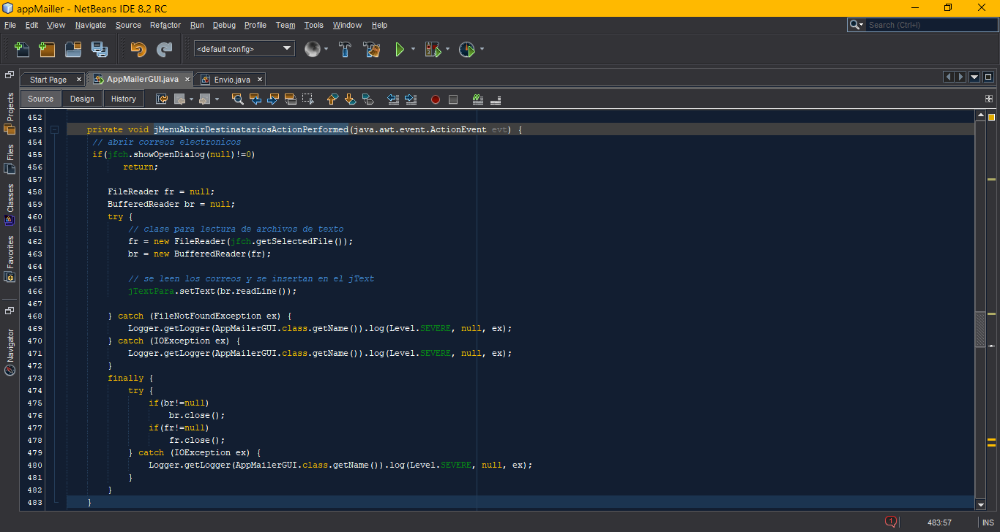 appMailler - NetBeans IDE 8.2 RC
File Edit View Navigate Source Refactor Run Debug Profile Team Tools Window Help
Search (Ctrl+I)
<default config>
Start Page AppMailerGUI.java Envio.java
Source Design History
Projects
Files
Classes
Favorites
Navigator
452
453 private void jMenuAbrirDestinatariosActionPerformed(java.awt.event.ActionEvent evt) {
454 // abrir correos electronicos
455 if(jfch.showOpenDialog(null)!=0)
456 return;
457
458 FileReader fr = null;
459 BufferedReader br = null;
460 try {
461 // clase para lectura de archivos de texto
462 fr = new FileReader(jfch.getSelectedFile());
463 br = new BufferedReader(fr);
464
465 // se leen los correos y se insertan en el jText
466 jTextPara.setText(br.readLine());
467
468 } catch (FileNotFoundException ex) {
469 Logger.getLogger(AppMailerGUI.class.getName()).log(Level.SEVERE, null, ex);
470 } catch (IOException ex) {
471 Logger.getLogger(AppMailerGUI.class.getName()).log(Level.SEVERE, null, ex);
472 }
473 finally {
474 try {
475 if(br!=null)
476 br.close();
477 if(fr!=null)
478 fr.close();
479 } catch (IOException ex) {
480 Logger.getLogger(AppMailerGUI.class.getName()).log(Level.SEVERE, null, ex);
481 }
482 }
483 }
1 483:57 INS